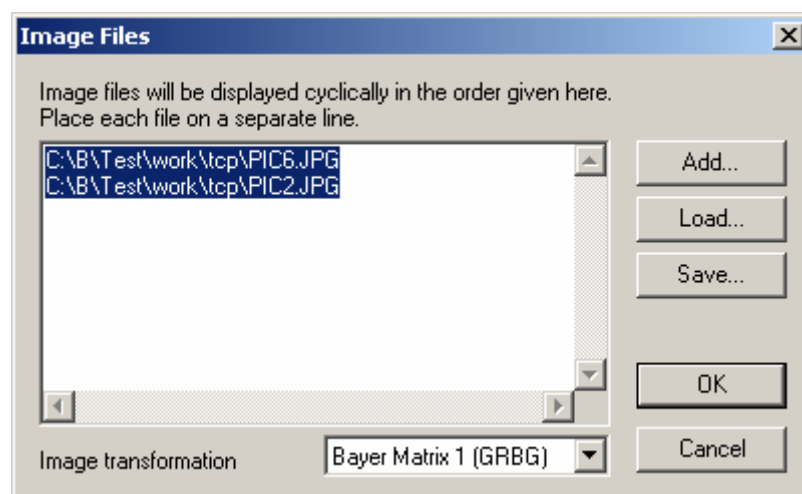 Image Files
Image files will be displayed cyclically in the order given here.
Place each file on a separate line.
C:\B\Test\work\tcp\PIC6.JPG
C:\B\Test\work\tcp\PIC2.JPG
Add...
Load...
Save...
OK
Cancel
Image transformation
Bayer Matrix 1 (GRBG)